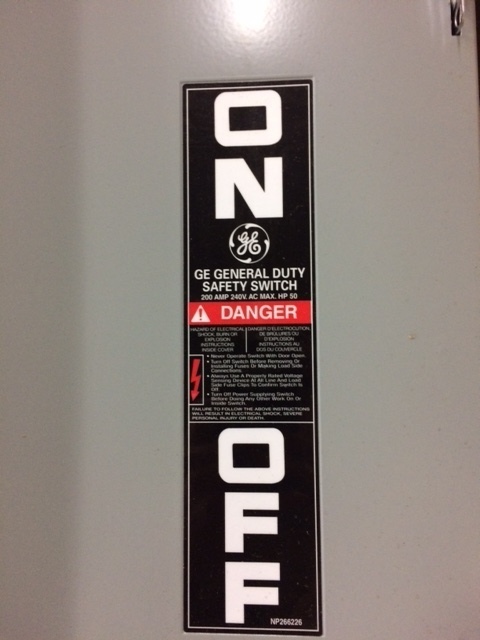 ON
GE
GE GENERAL DUTY
SAFETY SWITCH
200 AMP 240V. AC MAX. HP 50
DANGER
HAZARD OF ELECTRICAL
SHOCK, BURN OR
EXPLOSION
INSTRUCTIONS
INSIDE COVER
DANGER D'ELECTROCUTION,
DE BRULURES OU
D'EXPLOSION
INSTRUCTIONS AU
DOS DU COUVERCLE
• Never Operate Switch With Door Open.
• Turn Off Switch Before Removing Or
Installing Fuses Or Making Load Side
Connections.
• Always Use A Properly Rated Voltage
Sensing Device At All Line And Load
Side Fuse Clips To Confirm Switch Is
Off.
• Turn Off Power Supplying Switch
Before Doing Any Other Work On Or
Inside Switch.
FAILURE TO FOLLOW THE ABOVE INSTRUCTIONS
WILL RESULT IN ELECTRICAL SHOCK, SEVERE
PERSONAL INJURY OR DEATH.
OFF
NP266226